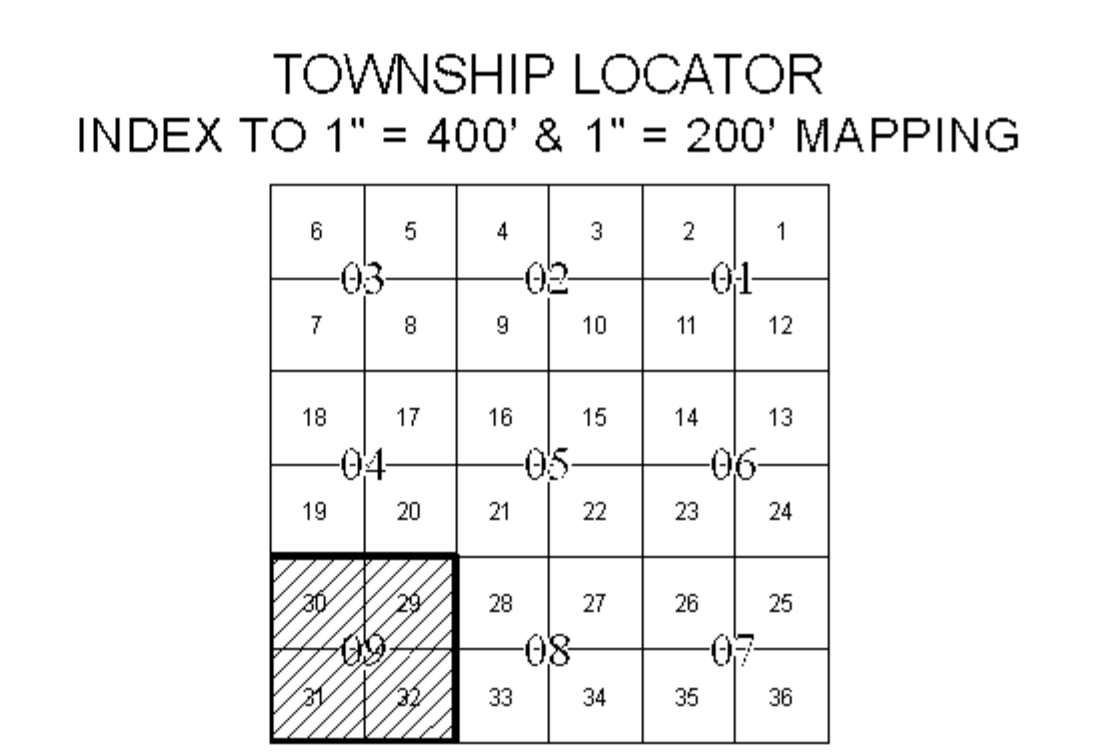 TOWNSHIP LOCATOR
INDEX TO 1" = 400' & 1" = 200' MAPPING
6 5 4 3 2 1
03 02 01
7 8 9 10 11 12
18 17 16 15 14 13
04 05 06
19 20 21 22 23 24
30 29 28 27 26 25
09 08 07
31 32 33 34 35 36